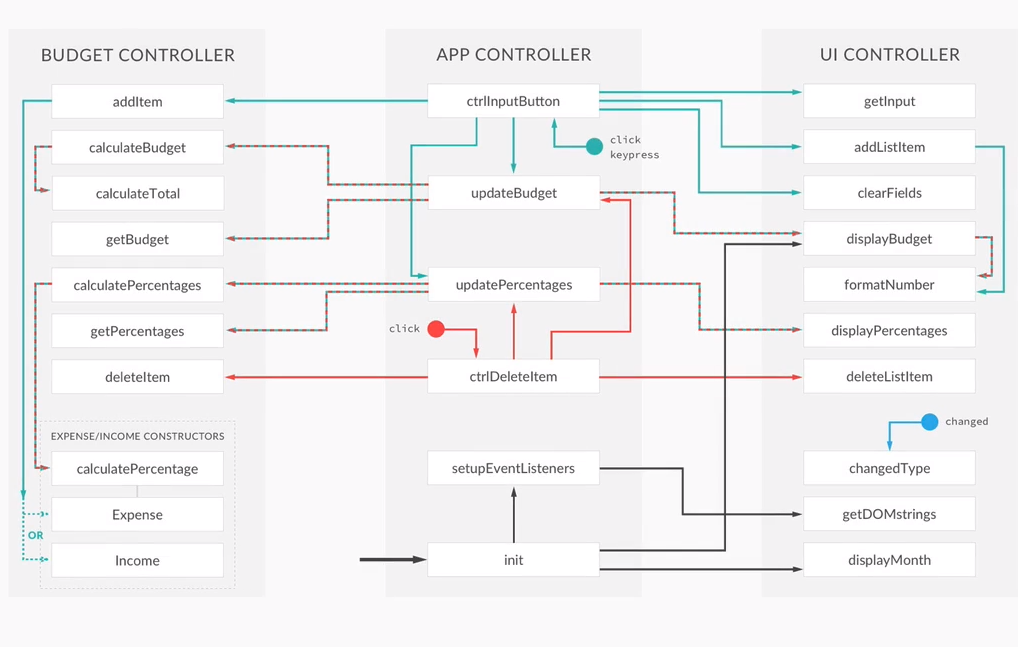 BUDGET CONTROLLER
addItem
calculateBudget
calculateTotal
getBudget
calculatePercentages
getPercentages
deleteItem
EXPENSE/INCOME CONSTRUCTORS
calculatePercentage
Expense
OR
Income
APP CONTROLLER
ctrlInputButton
click
keypress
updateBudget
updatePercentages
click
ctrlDeleteItem
setupEventListeners
init
UI CONTROLLER
getInput
addListItem
clearFields
displayBudget
formatNumber
displayPercentages
deleteListItem
changed
changedType
getDOMstrings
displayMonth